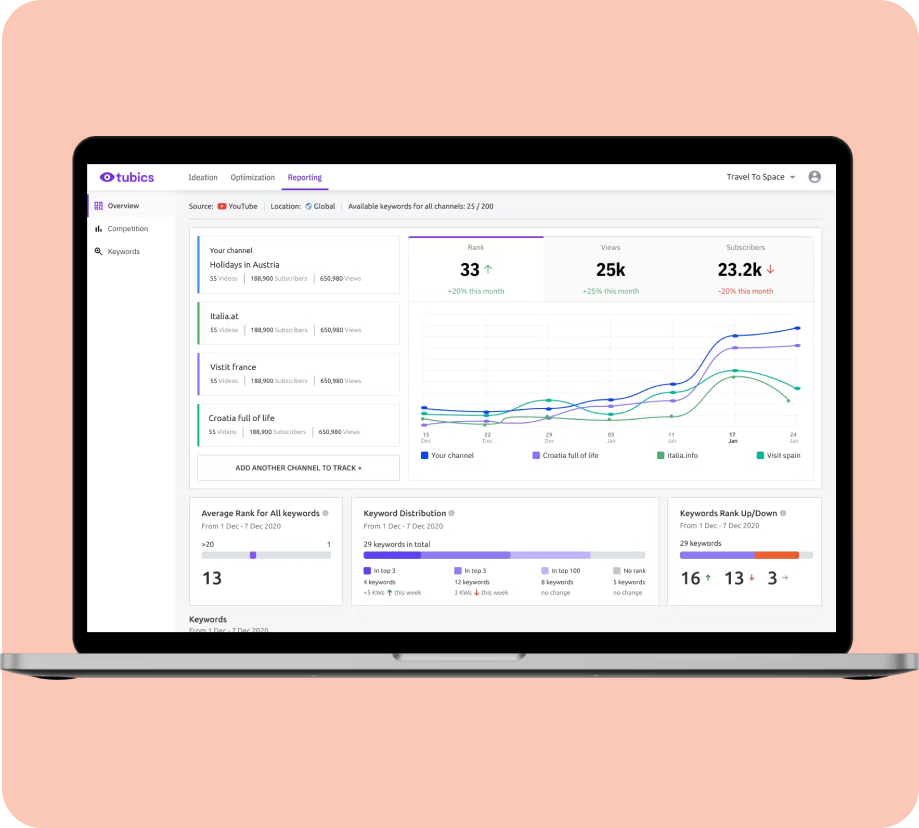 tubics
Ideation Optimization Reporting
Travel To Space
Overview
Competition
Keywords
Source: YouTube Location: Global Available keywords for all channels: 25 / 200
Your channel
Holidays in Austria
55 Videos 188,900 Subscribers 650,980 Views
Italia.at
55 Videos 188,900 Subscribers 650,980 Views
Vistit france
55 Videos 188,900 Subscribers 650,980 Views
Croatia full of life
55 Videos 188,900 Subscribers 650,980 Views
ADD ANOTHER CHANNEL TO TRACK +
Rank
33 ↑
+20% this month
Views
25k
+25% this month
Subscribers
23.2k ↓
-20% this month
15 22 29 05 11 17 24
Dec Dec Dec Jan Jan Jan Jan
Your channel Croatia full of life italia.info Visit spain
Average Rank for All keywords
From 1 Dec - 7 Dec 2020
>20 1
13
Keyword Distribution
From 1 Dec - 7 Dec 2020
29 keywords in total
In top 3 In top 3 In top 100 No rank
4 keywords 12 keywords 8 keywords 5 keywords
+5 KWs ↑ this week 3 KWs ↓ this week no change no change
Keywords Rank Up/Down
From 1 Dec - 7 Dec 2020
29 keywords
16 ↑ 13 ↓ 3 →
Keywords
From 1 Dec - 7 Dec 2020